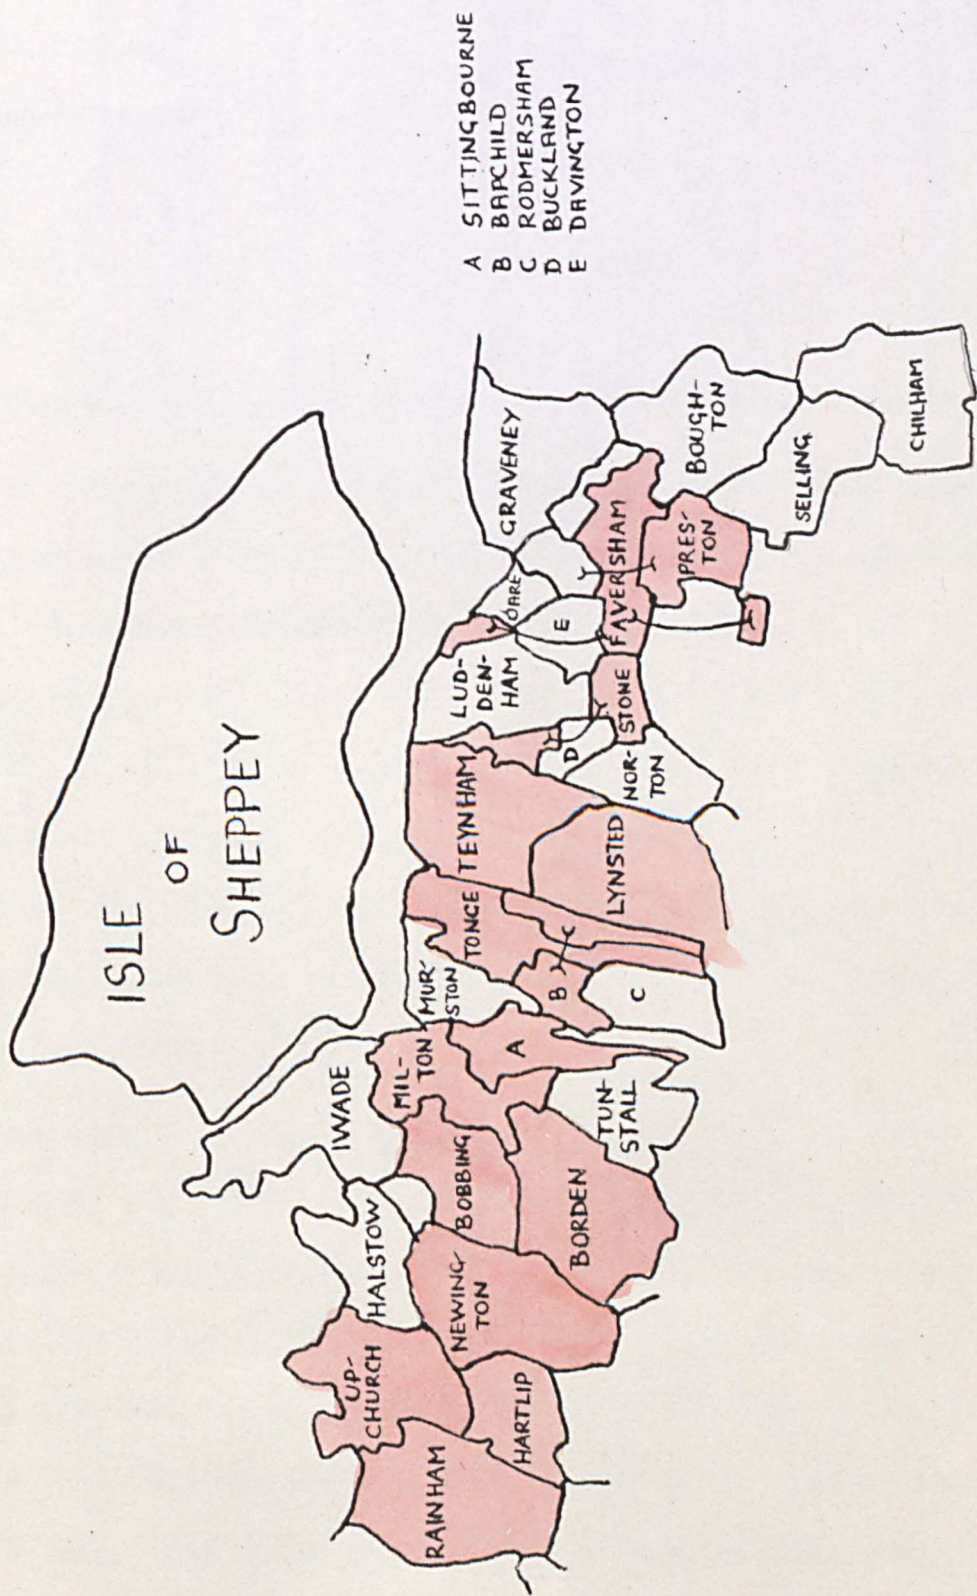 ISLE
OF
SHEPPEY
A SITTINGBOURNE
B BAPCHILD
C RODMERSHAM
D BUCKLAND
E DAVINGTON
RAINHAM
UP-
CHURCH
HARTLIP
HALSTOW
NEWING
TON
IWADE
BOBBING
BORDEN
MIL-
TON
A
TUN-
STALL
MUR-
STON
B
C
TONGE
TEYNHAM
LYNSTED
LUD-
DEN-
HAM
D
NOR-
TON
STONE
OARE
E
FAVERSHAM
GRAVENEY
PRES-
TON
BOUGH-
TON
SELLING
CHILHAM